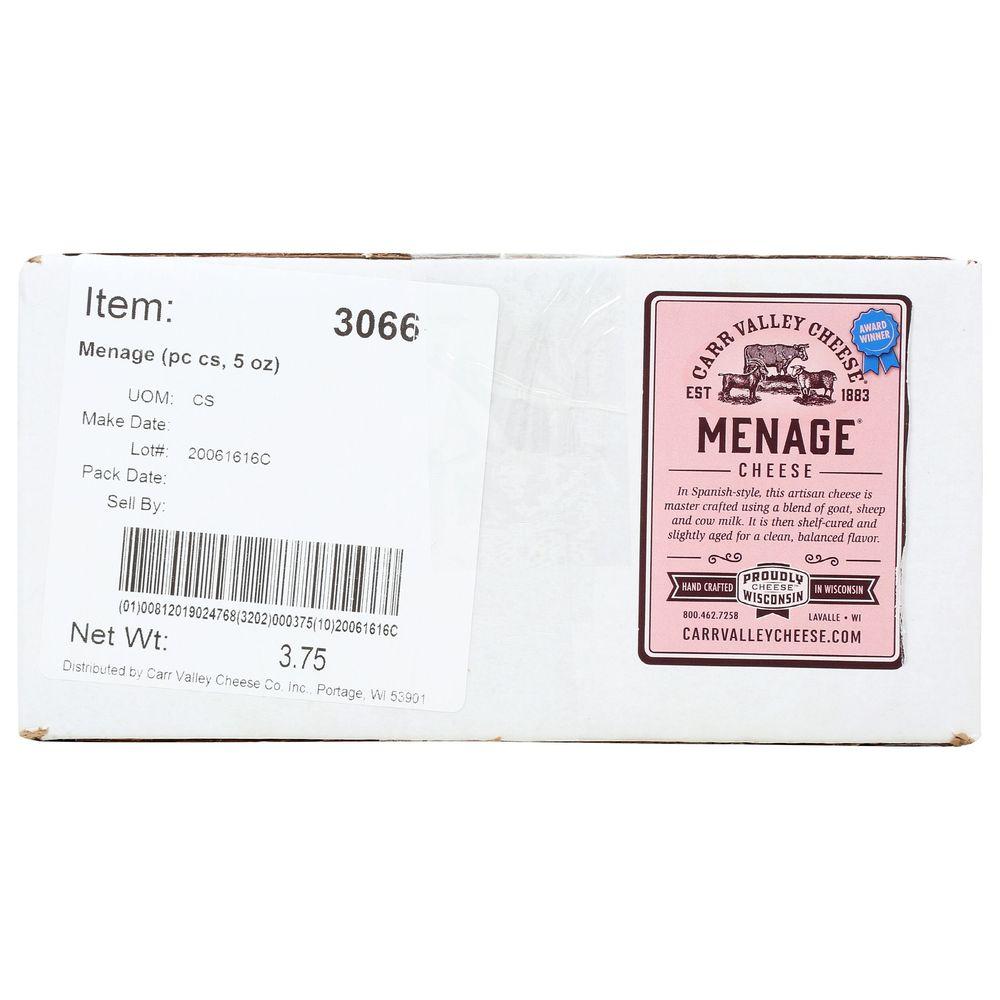 Item: 3066
Menage (pc cs, 5 oz)
UOM: CS
Make Date:
Lot#: 20061616C
Pack Date:
Sell By:
(01)00812019024768(3202)000375(10)20061616C
Net Wt: 3.75
Distributed by Carr Valley Cheese Co. Inc., Portage, WI 53901
CARR VALLEY CHEESE®
AWARD
WINNER
EST 1883
MENAGE®
CHEESE
In Spanish-style, this artisan cheese is
master crafted using a blend of goat, sheep
and cow milk. It is then shelf-cured and
slightly aged for a clean, balanced flavor.
HAND CRAFTED PROUDLY IN WISCONSIN
CHEESE™
WISCONSIN
800.462.7258 LAVALLE • WI
CARRVALLEYCHEESE.COM